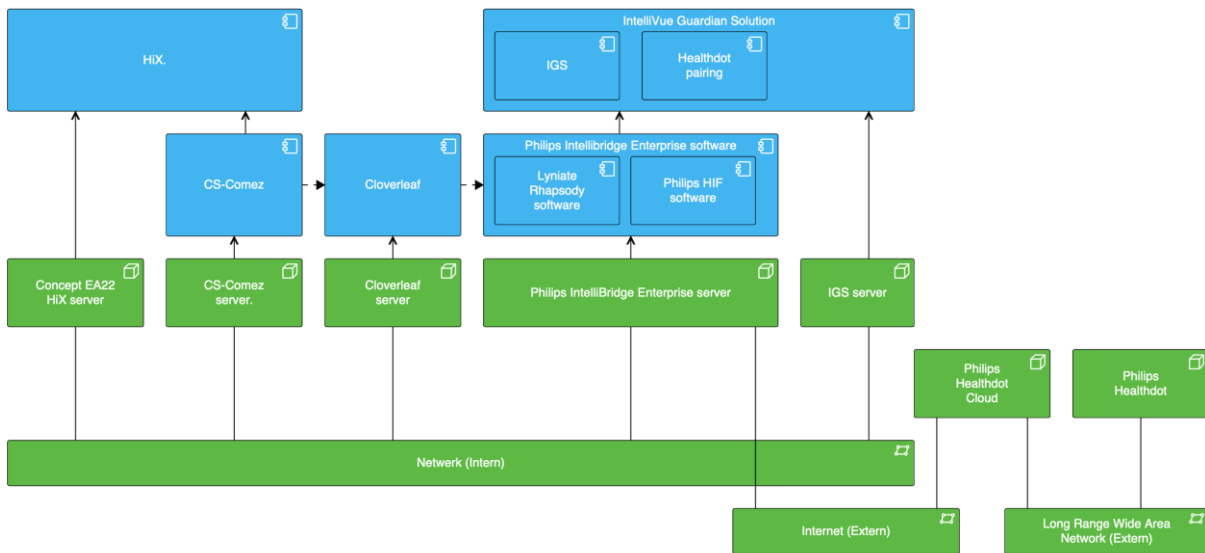 HiX.
IntelliVue Guardian Solution
IGS
Healthdot
pairing
CS-Comez
Cloverleaf
Philips Intellibridge Enterprise software
Lyniate
Rhapsody
software
Philips HIF
software
Concept EA22
HiX server
CS-Comez
server.
Cloverleaf
server
Philips IntelliBridge Enterprise server
IGS server
Philips
Healthdot
Cloud
Philips
Healthdot
Netwerk (Intern)
Internet (Extern)
Long Range Wide Area
Network (Extern)